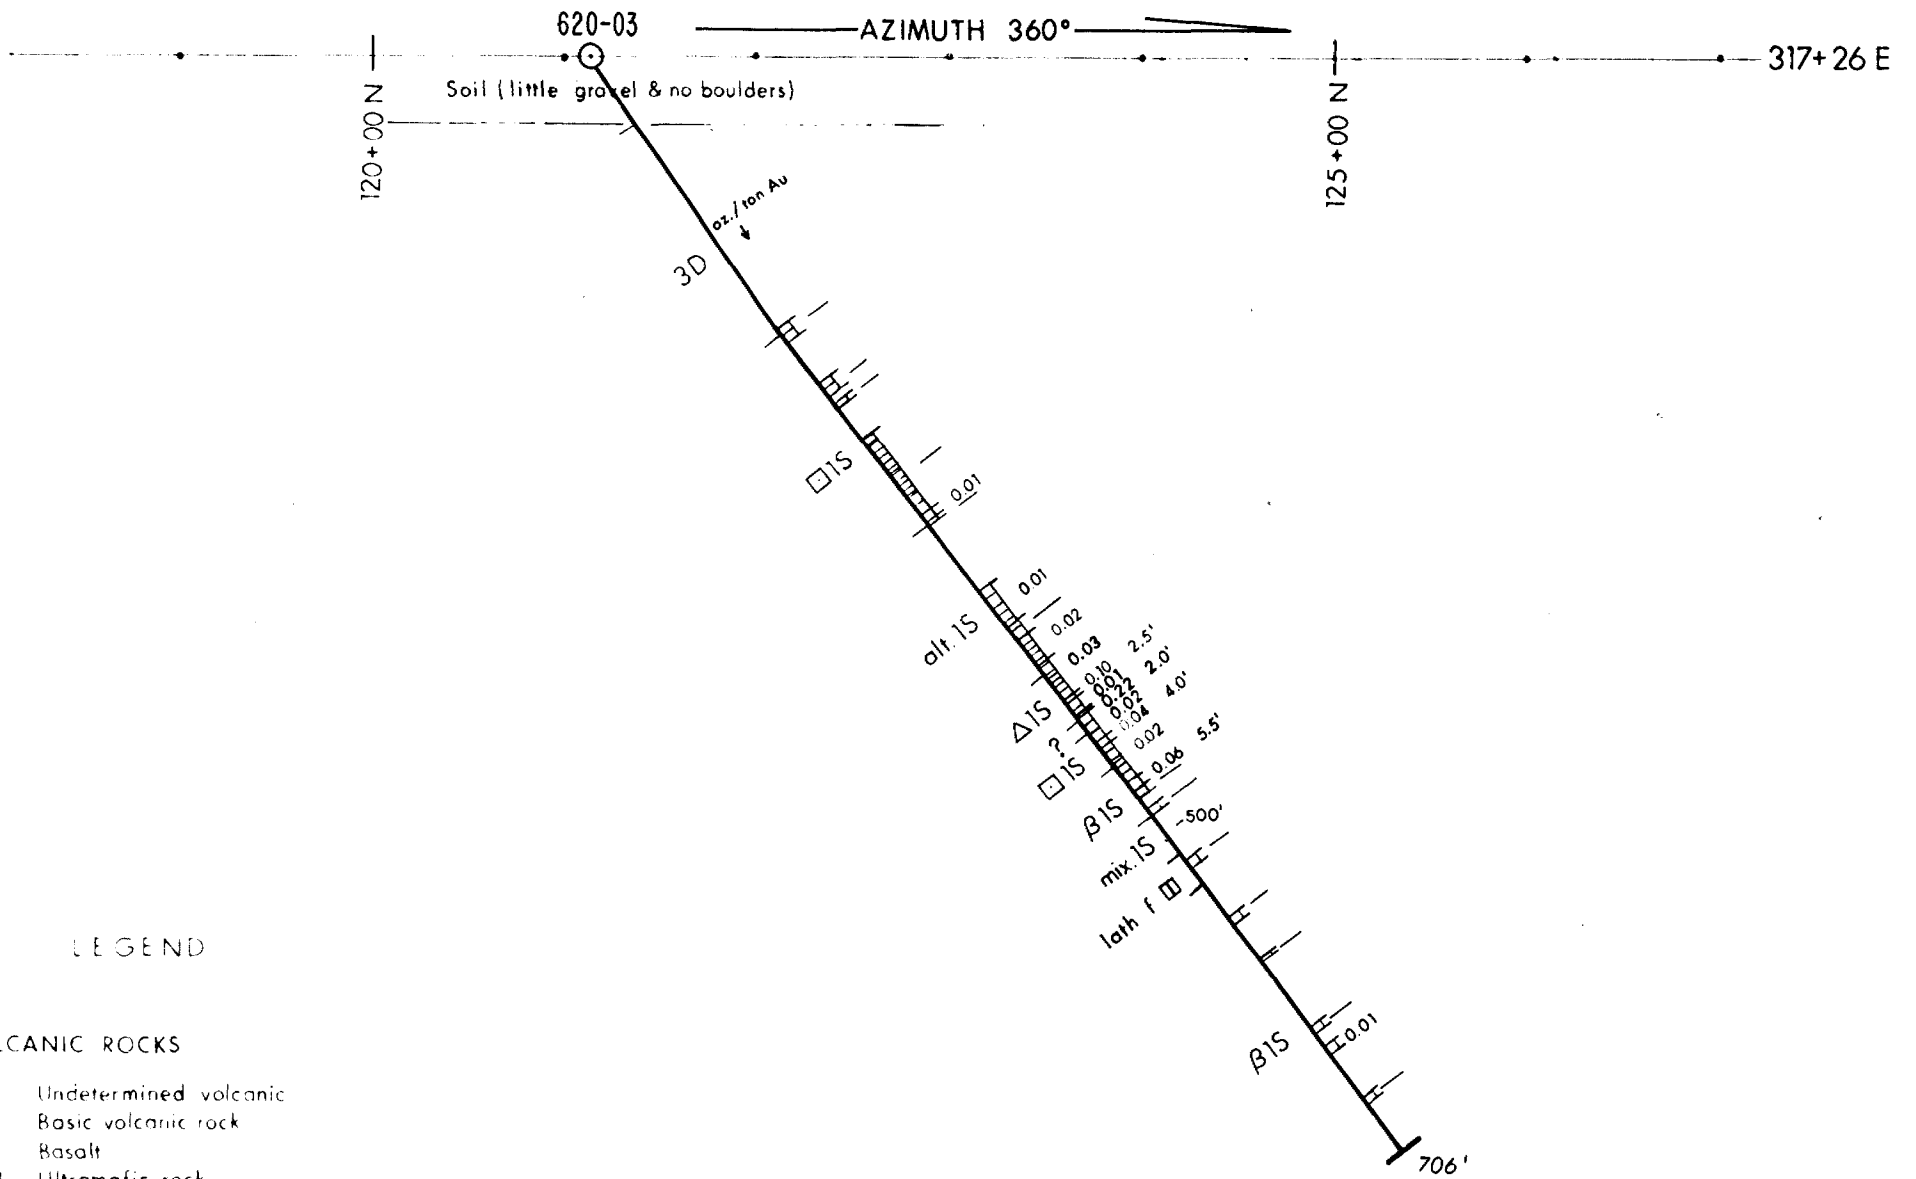 620-03
AZIMUTH 360°
317+26 E
Soil (little gravel & no boulders)
120+00 N
125+00 N
oz./ton Au
3D
1S
0.01
0.01
alt. 1S
0.02
0.03
0.10 2.5'
0.01
0.22 2.0'
0.02
0.04 4.0'
Δ1S
?
0.02
1S
0.06 5.5'
β1S
-500'
mix. 1S
lath f
LEGEND
LCANIC ROCKS
0.01
β1S
Undetermined volcanic
Basic volcanic rock
Basalt
Ultramafic rock
706'